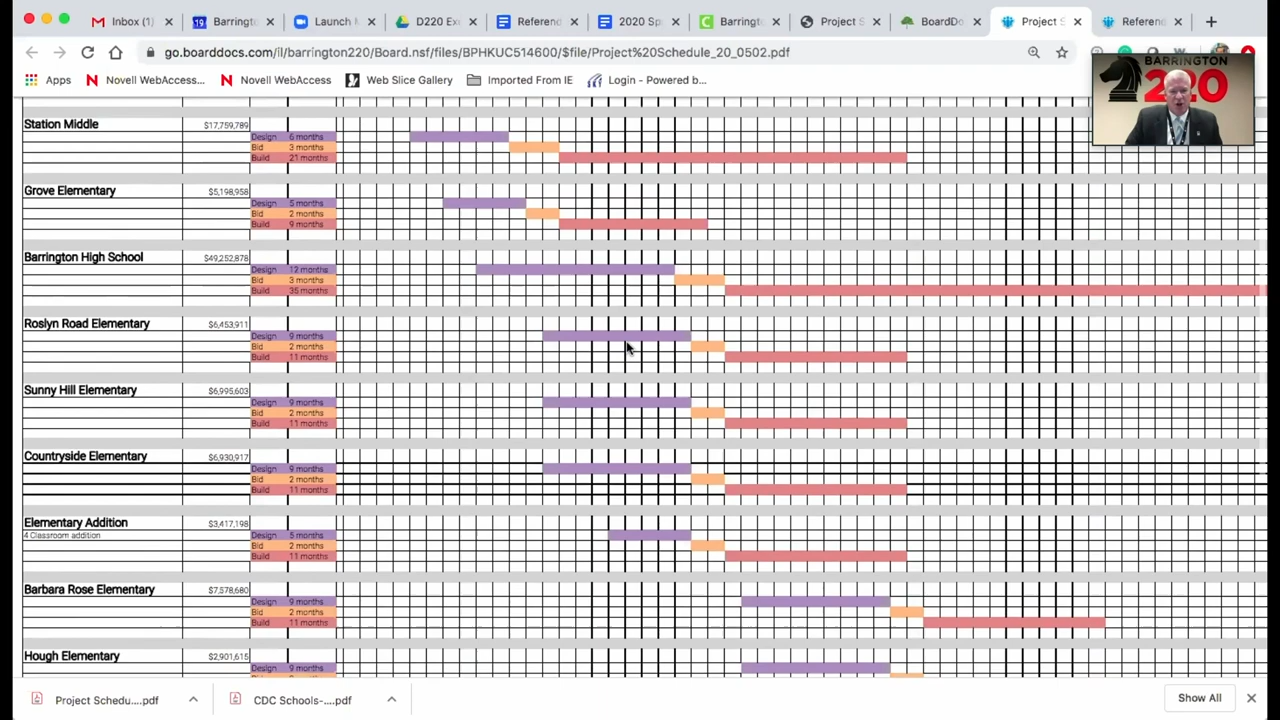 Inbox (1)
Barringt
Launch M
D220 Ex
Referenc
2020 Sp
Barringt
Project S
BoardDo
Project S
Referen
go.boarddocs.com/il/barrington220/Board.nsf/files/BPHKUC514600/$file/Project%20Schedule_20_0502.pdf
Apps
Novell WebAccess...
Novell WebAccess
Web Slice Gallery
Imported From IE
Login - Powered b...
BARRINGTON
220
Station Middle $17,759,789
Design 6 months
Bid 3 months
Build 21 months
Grove Elementary $5,198,958
Design 5 months
Bid 2 months
Build 9 months
Barrington High School $49,252,878
Design 12 months
Bid 3 months
Build 35 months
Roslyn Road Elementary $6,453,911
Design 9 months
Bid 2 months
Build 11 months
Sunny Hill Elementary $6,995,603
Design 9 months
Bid 2 months
Build 11 months
Countryside Elementary $6,930,917
Design 9 months
Bid 2 months
Build 11 months
Elementary Addition $3,417,198
4 Classroom addition Design 5 months
Bid 2 months
Build 11 months
Barbara Rose Elementary $7,578,680
Design 9 months
Bid 2 months
Build 11 months
Hough Elementary $2,901,615
Design 9 months
Project Schedu....pdf
CDC Schools-....pdf
Show All